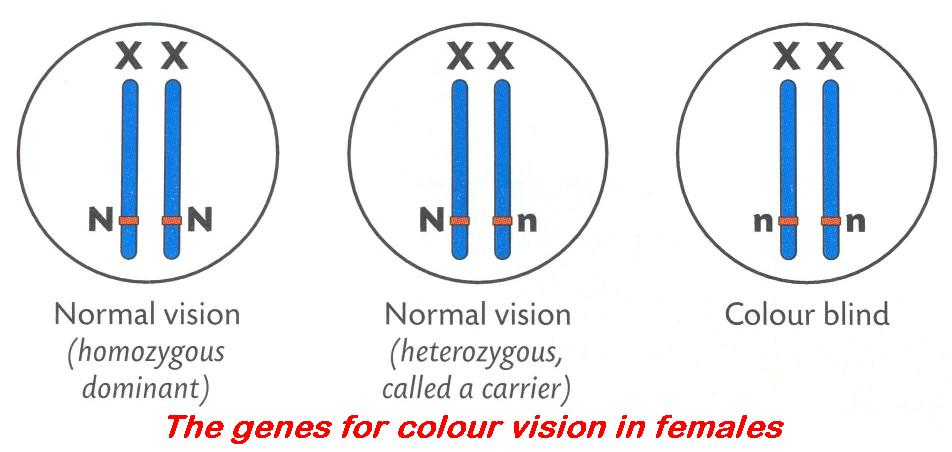 X X
N N
Normal vision
(homozygous
dominant)
X X
N n
Normal vision
(heterozygous,
called a carrier)
X X
n n
Colour blind
The genes for colour vision in females